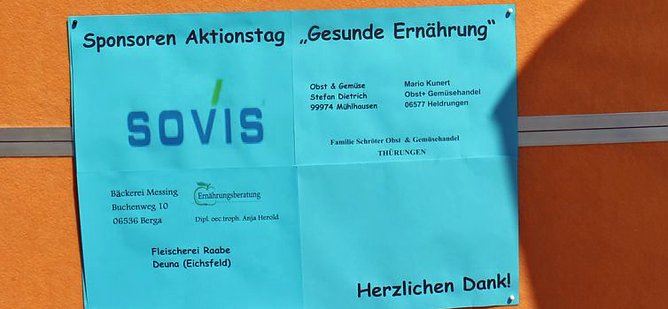 Sponsoren Aktionstag „Gesunde Ernährung"
SOVIS
Obst & Gemüse
Stefan Dietrich
99974 Mühlhausen
Mario Kunert
Obst+ Gemüsehandel
06577 Heldrungen
Familie Schröter Obst & Gemüsehandel
THÜRUNGEN
Bäckerei Messing
Buchenweg 10
06536 Berga
Ernährungsberatung
Dipl. oec.troph. Anja Herold
Fleischerei Raabe
Deuna (Eichsfeld)
Herzlichen Dank!